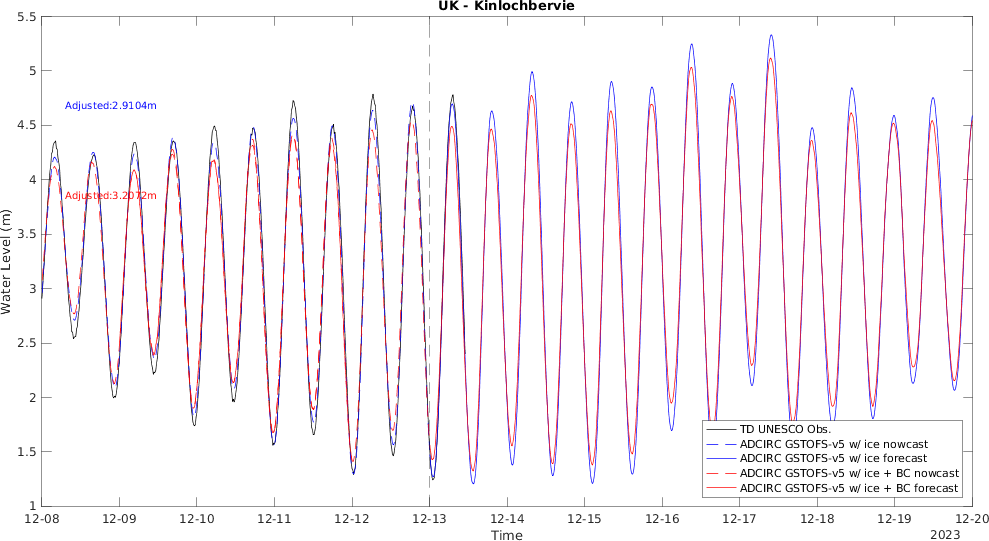 UK - Kinlochbervie
5.5
5
4.5
4
3.5
3
2.5
2
1.5
1
Water Level (m)
Adjusted:2.9104m
Adjusted:3.2072m
TD UNESCO Obs.
ADCIRC GSTOFS-v5 w/ ice nowcast
ADCIRC GSTOFS-v5 w/ ice forecast
ADCIRC GSTOFS-v5 w/ ice + BC nowcast
ADCIRC GSTOFS-v5 w/ ice + BC forecast
12-08 12-09 12-10 12-11 12-12 12-13 12-14 12-15 12-16 12-17 12-18 12-19 12-20
Time
2023